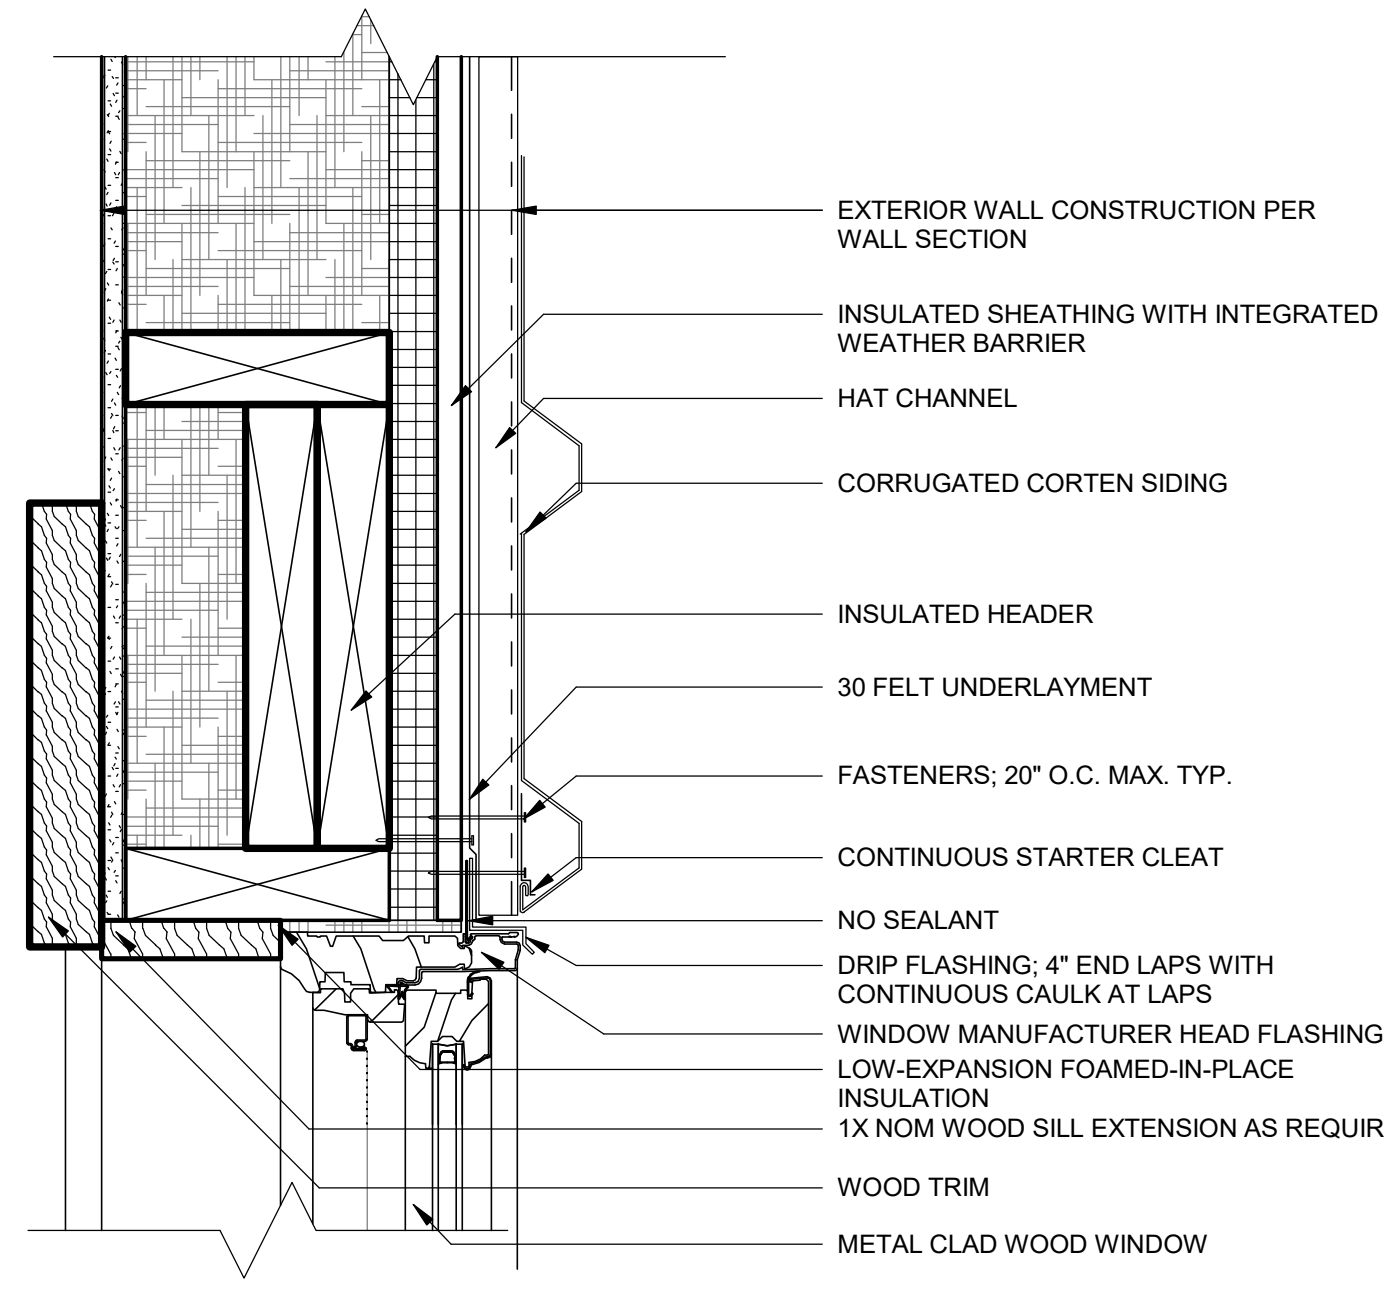 EXTERIOR WALL CONSTRUCTION PER
WALL SECTION
INSULATED SHEATHING WITH INTEGRATED
WEATHER BARRIER
HAT CHANNEL
CORRUGATED CORTEN SIDING
INSULATED HEADER
30 FELT UNDERLAYMENT
FASTENERS; 20" O.C. MAX. TYP.
CONTINUOUS STARTER CLEAT
NO SEALANT
DRIP FLASHING; 4" END LAPS WITH
CONTINUOUS CAULK AT LAPS
WINDOW MANUFACTURER HEAD FLASHING
LOW-EXPANSION FOAMED-IN-PLACE
INSULATION
1X NOM WOOD SILL EXTENSION AS REQUIR
WOOD TRIM
METAL CLAD WOOD WINDOW